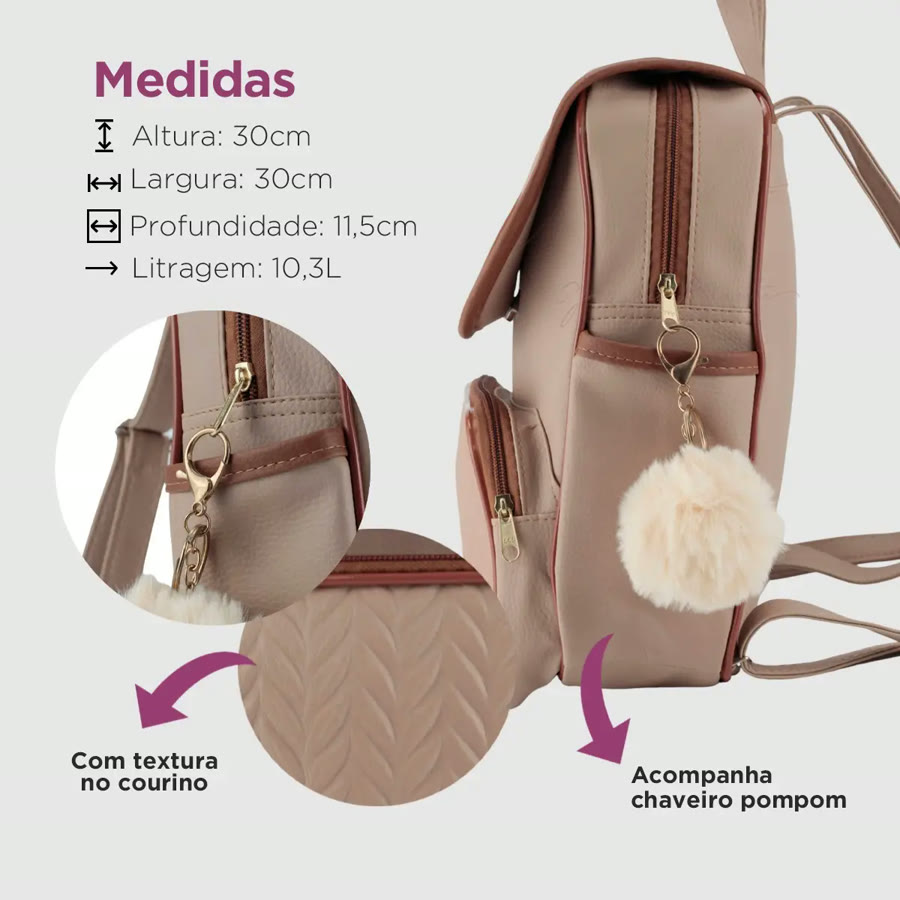 Medidas
Altura: 30cm
Largura: 30cm
Profundidade: 11,5cm
Litragem: 10,3L
Com textura
no courino
Acompanha
chaveiro pompom